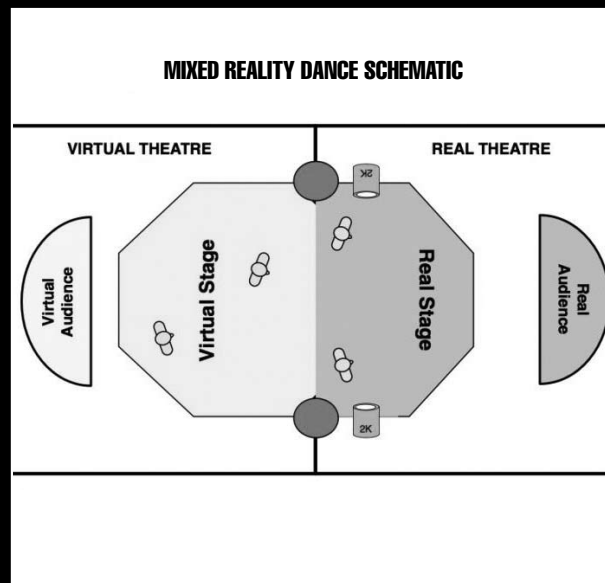 MIXED REALITY DANCE SCHEMATIC
VIRTUAL THEATRE
REAL THEATRE
2K
Virtual
Audience
Virtual Stage
Real Stage
Real
Audience
2K